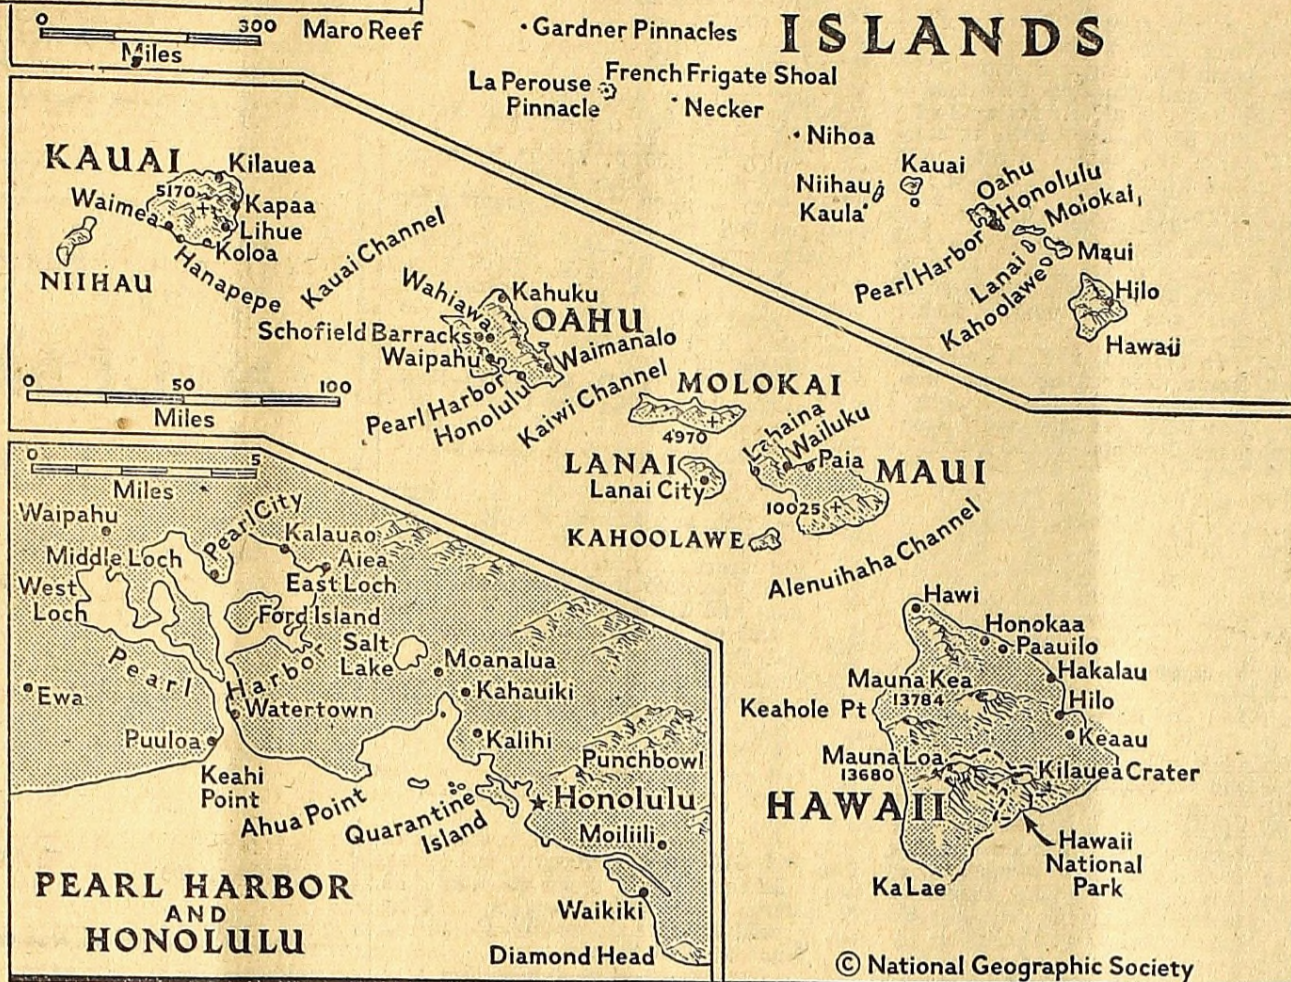 0 300
Miles
Maro Reef
Gardner Pinnacles
ISLANDS
La Perouse
Pinnacle
French Frigate Shoal
Necker
Nihoa
Kauai
Niihau
Kaula
Oahu
Honolulu
Molokai
Pearl Harbor
Lanai
Kahoolawe
Maui
Hilo
Hawaii
KAUAI
Kilauea
5170
Waimea
Kapaa
Lihue
Koloa
Hanapepe
NIIHAU
Kauai Channel
Wahiawa
Kahuku
OAHU
Schofield Barracks
Waipahu
Waimanalo
Pearl Harbor
Honolulu
Kaiwi Channel
0 50 100
Miles
MOLOKAI
4970
Lahaina
Wailuku
Paia
MAUI
LANAI
Lanai City
10025
KAHOOLAWE
Alenuihaha Channel
Hawi
Honokaa
Paauilo
Hakalau
Mauna Kea
13784
Hilo
Keahole Pt
Keaau
Mauna Loa
13680
Kilauea Crater
HAWAII
Hawaii
National
Park
Ka Lae
© National Geographic Society
0 5
Miles
Waipahu
Pearl City
Kalauao
Middle Loch
Aiea
West
Loch
East Loch
Ford Island
Salt
Lake
Pearl Harbor
Moanalua
Kahauiki
Ewa
Watertown
Puuloa
Kalihi
Punchbowl
Keahi
Point
Ahua Point
Quarantine
Island
Honolulu
Moiliili
Waikiki
Diamond Head
PEARL HARBOR
AND
HONOLULU